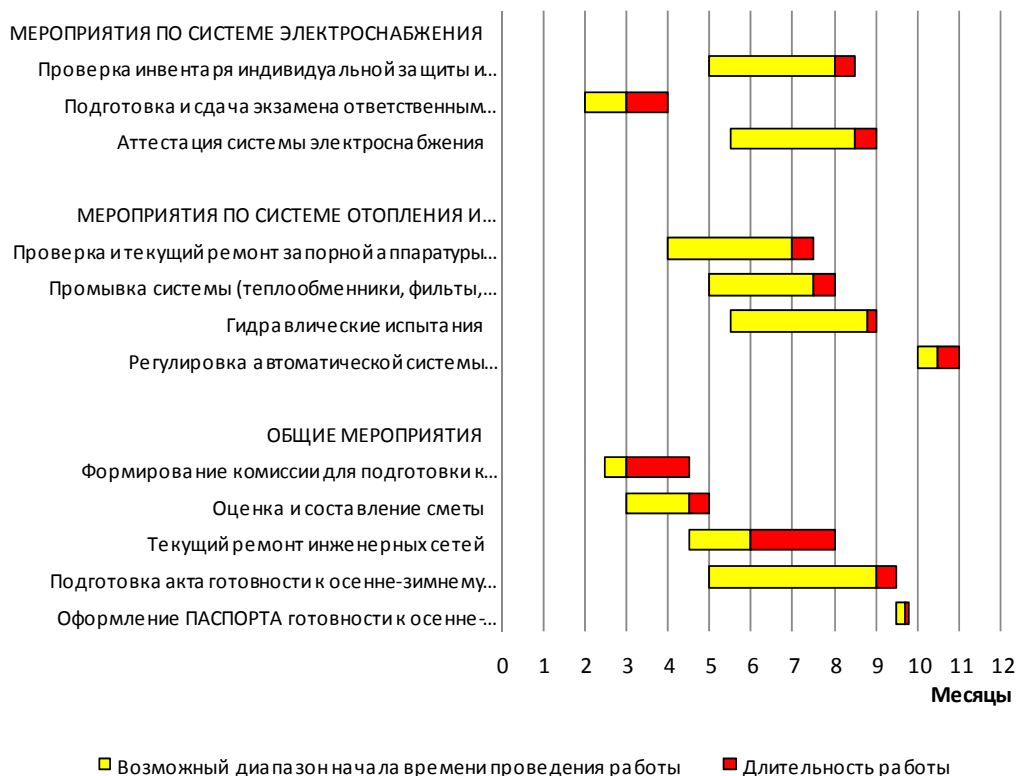 МЕРОПРИЯТИЯ ПО СИСТЕМЕ ЭЛЕКТРОСНАБЖЕНИЯ
Проверка инвентаря индивидуальной защиты и...
Подготовка и сдача экзамена ответственным...
Аттестация системы электроснабжения
МЕРОПРИЯТИЯ ПО СИСТЕМЕ ОТОПЛЕНИЯ И...
Проверка и текущий ремонт запорной аппаратуры...
Промывка системы (теплообменники, фильты,...
Гидравлические испытания
Регулировка автоматической системы...
ОБЩИЕ МЕРОПРИЯТИЯ
Формирование комиссии для подготовки к...
Оценка и составление сметы
Текущий ремонт инженерных сетей
Подготовка акта готовности к осенне-зимнему...
Оформление ПАСПОРТА готовности к осенне-...
0 1 2 3 4 5 6 7 8 9 10 11 12
Месяцы
Возможный диапазон начала времени проведения работы Длительность работы